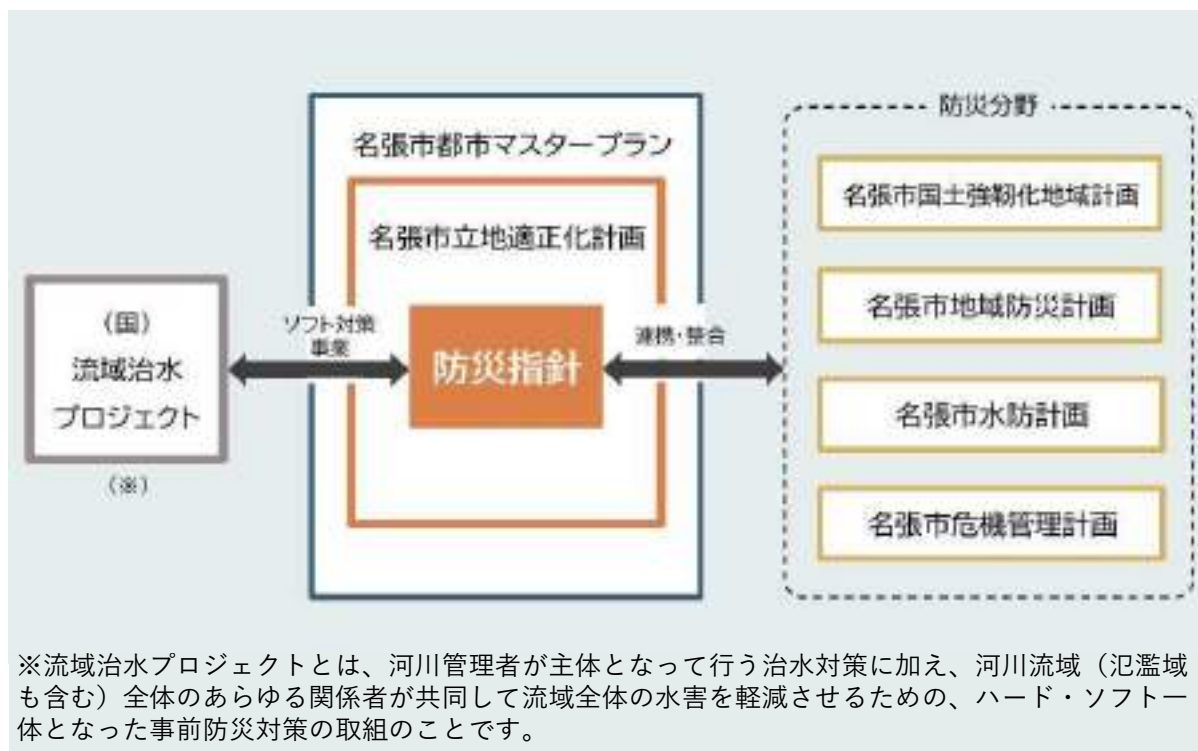 防災分野
名張市都市マスタープラン
名張市国土強靱化地域計画
名張市立地適正化計画
(国)
流域治水
プロジェクト
(※)
ソフト対策
事業
防災指針
連携・整合
名張市地域防災計画
名張市水防計画
名張市危機管理計画
※流域治水プロジェクトとは、河川管理者が主体となって行う治水対策に加え、河川流域（氾濫域
も含む）全体のあらゆる関係者が共同して流域全体の水害を軽減させるための、ハード・ソフト一
体となった事前防災対策の取組のことです。